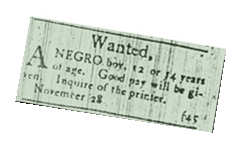 Wanted,
A NEGRO boy, 12 or 14 years
of age. Good pay will be gi-
ven. Inquire of the printer.
November 28. f45